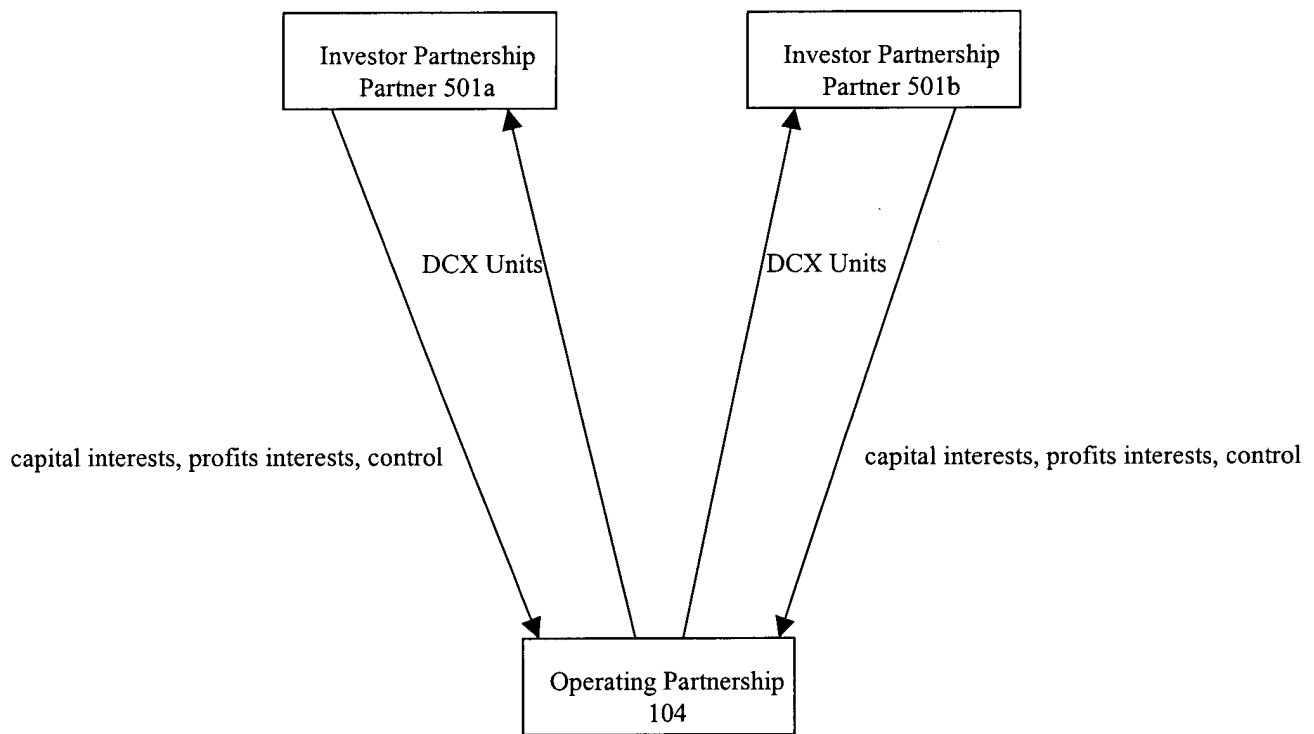 Investor Partnership
Partner 501a
Investor Partnership
Partner 501b
DCX Units
DCX Units
capital interests, profits interests, control
capital interests, profits interests, control
Operating Partnership
104